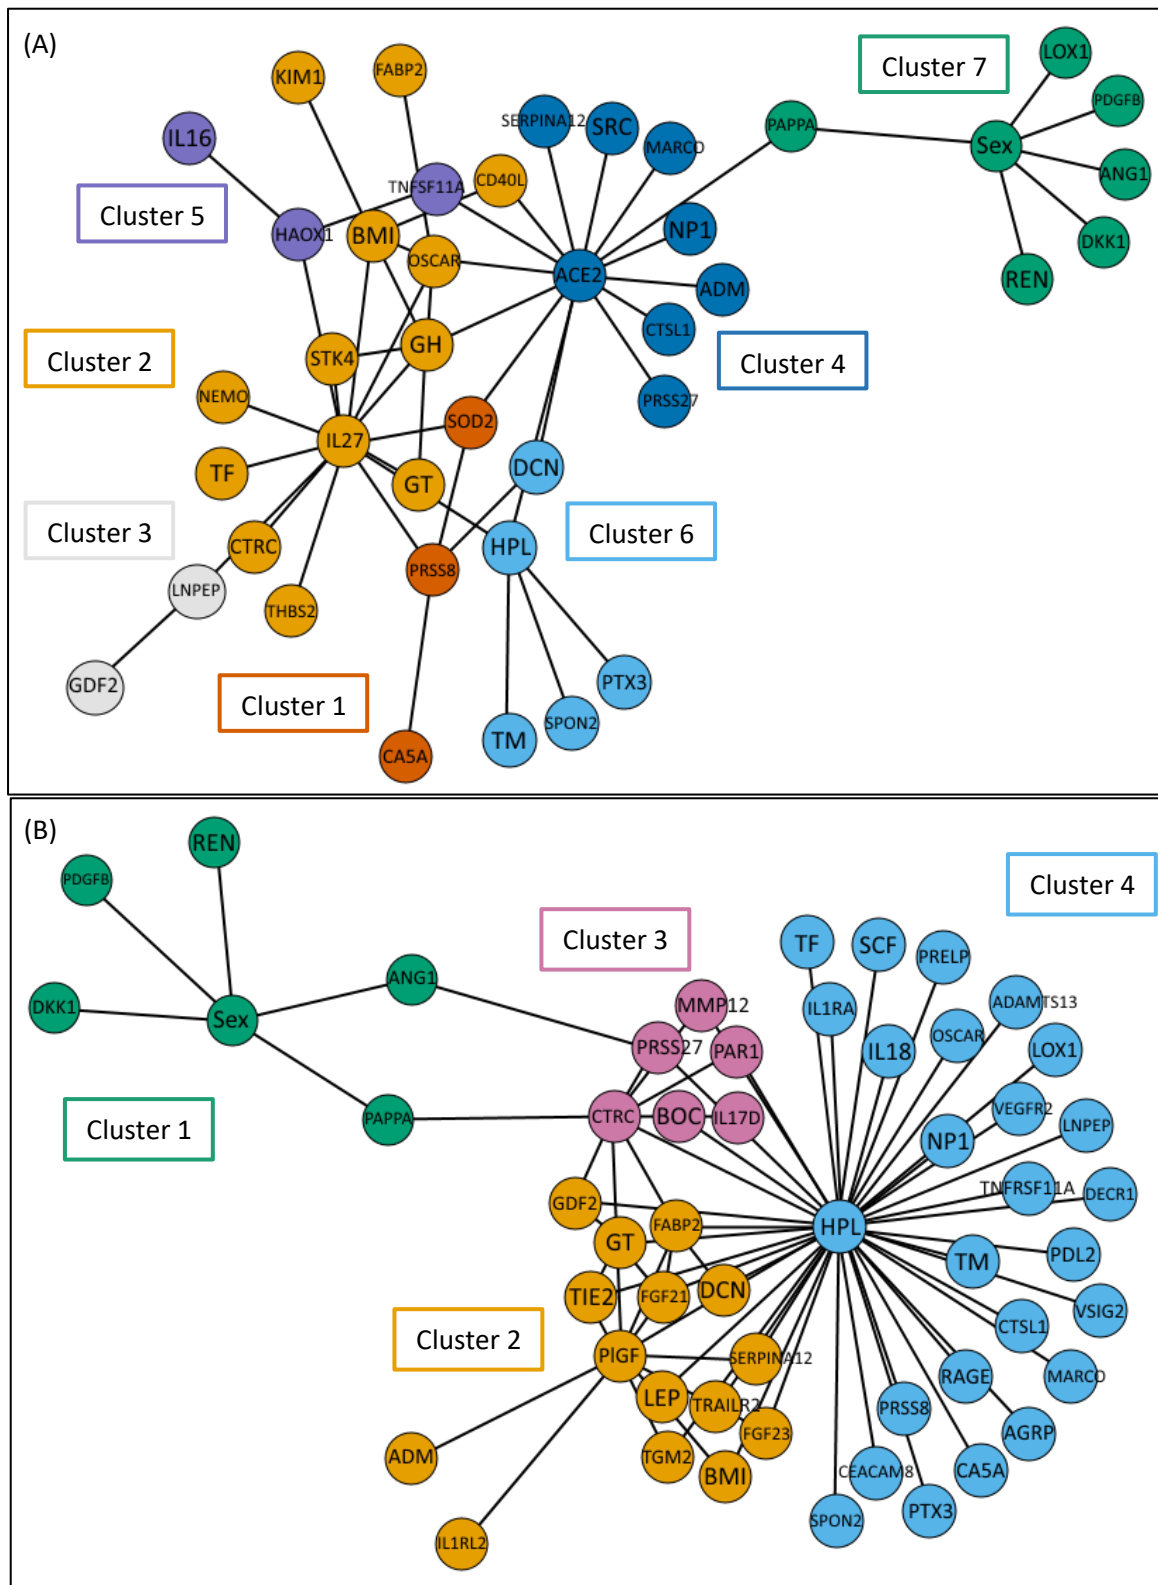 (A)
LOX1
Cluster 7
KIM1
FABP2
PDGFB
SERPINA12
SRC
PAPPA
IL16
MARCO
Sex
ANG1
TNFSF11A
CD40L
Cluster 5
HAOX1
BMI
NP1
DKK1
OSCAR
ACE2
REN
ADM
CTSL1
Cluster 2
STK4
GH
Cluster 4
NEMO
PRSS27
SOD2
IL27
TF
GT
DCN
Cluster 3
CTRC
HPL
Cluster 6
PRSS8
LNPEP
THBS2
GDF2
Cluster 1
PTX3
SPON2
TM
CA5A
(B)
REN
PDGFB
Cluster 4
TF
SCF
PRELP
Cluster 3
ANG1
MMP12
IL1RA
ADAMTS13
DKK1
Sex
PRSS27
PAR1
IL18
OSCAR
LOX1
VEGFR2
PAPPA
CTRC
BOC
IL17D
NP1
LNPEP
Cluster 1
TNFRSF11A
DECR1
GDF2
FABP2
HPL
GT
TM
PDL2
TIE2
FGF21
DCN
VSIG2
CTSL1
Cluster 2
PlGF
SERPINA12
RAGE
MARCO
LEP
TRAILR2
PRSS8
AGRP
FGF23
ADM
TGM2
BMI
CEACAM8
CA5A
PTX3
SPON2
IL1RL2